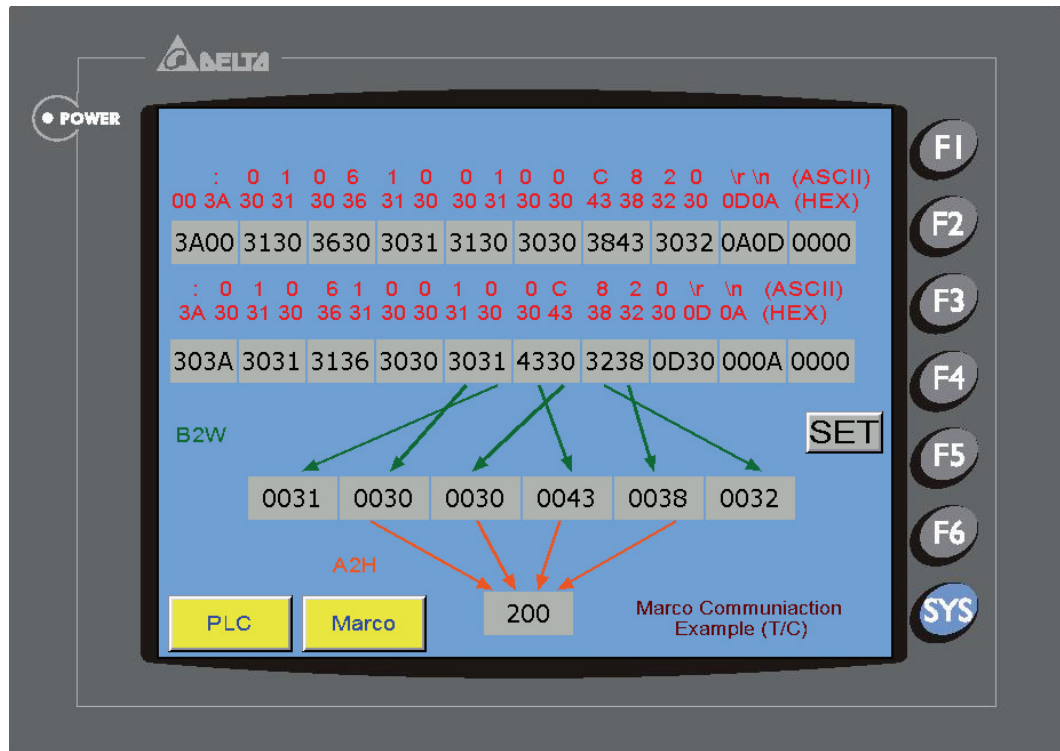 DELTA
POWER
F1
: 0 1 0 6 1 0 0 1 0 0 C 8 2 0 \r \n (ASCII)
00 3A 30 31 30 36 31 30 30 31 30 30 43 38 32 30 0D0A (HEX)
F2
3A00 3130 3630 3031 3130 3030 3843 3032 0A0D 0000
: 0 1 0 6 1 0 0 1 0 0 C 8 2 0 \r \n (ASCII)
3A 30 31 30 36 31 30 30 31 30 30 43 38 32 30 0D 0A (HEX)
F3
303A 3031 3136 3030 3031 4330 3238 0D30 000A 0000
F4
B2W
SET
F5
0031 0030 0030 0043 0038 0032
F6
A2H
PLC
Marco
200
Marco Communiaction
Example (T/C)
SYS